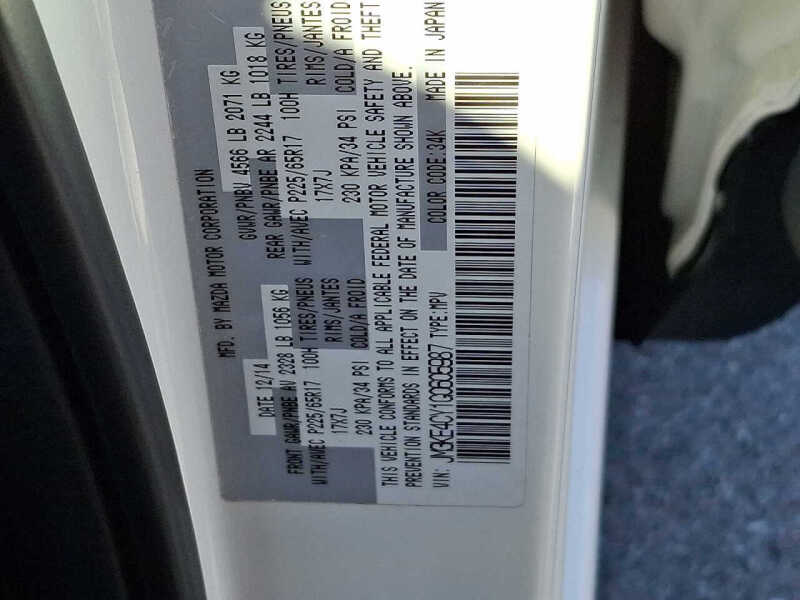 MFD. BY MAZDA MOTOR CORPORATION
DATE 12/14 GVWR/PNBV 4566 LB 2071 KG
FRONT GAWR/PNBE AV 2328 LB 1056 KG REAR GAWR/PNBE AR 2244 LB 1018 KG
WITH/AVEC P225/65R17 100H TIRES/PNEUS WITH/AVEC P225/65R17 100H TIRES/PNEUS
17X7J RIMS/JANTES 17X7J RIMS/JANTES
230 KPA/34 PSI COLD/A FROID 230 KPA/34 PSI COLD/A FROID
THIS VEHICLE CONFORMS TO ALL APPLICABLE FEDERAL MOTOR VEHICLE SAFETY AND THEFT
PREVENTION STANDARDS IN EFFECT ON THE DATE OF MANUFACTURE SHOWN ABOVE.
VIN: JM3KE4CY1G0605987 TYPE:MPV COLOR CODE:34K MADE IN JAPAN